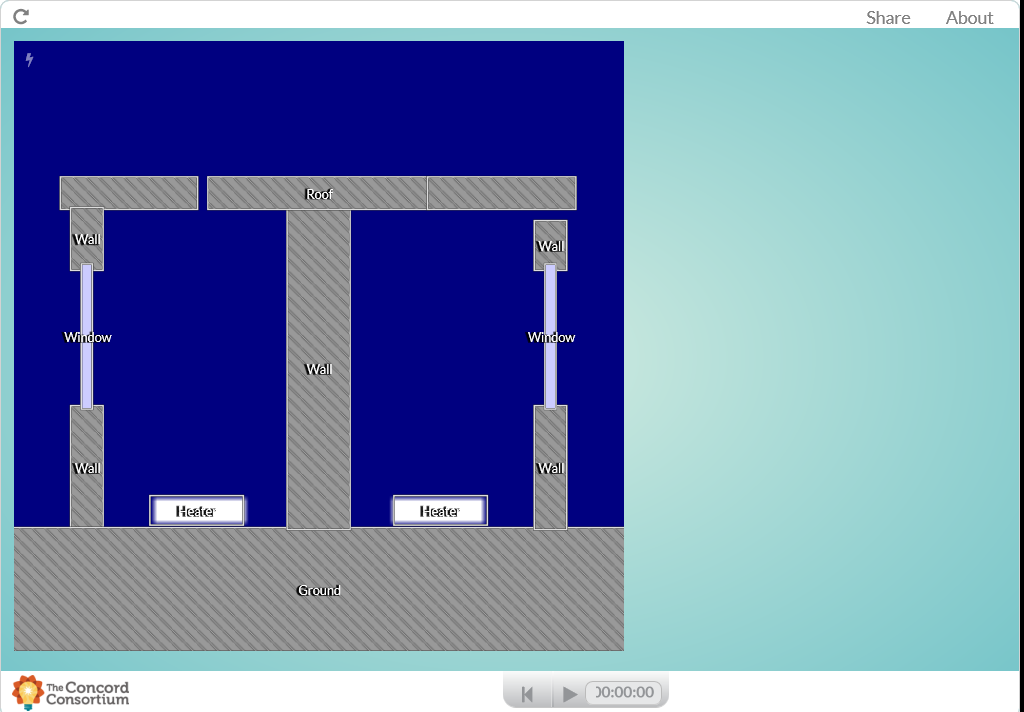 Share About
Roof
Wall Wall
Window Window
Wall
Wall Wall
Heater Heater
Ground
The Concord
Consortium
00:00:00